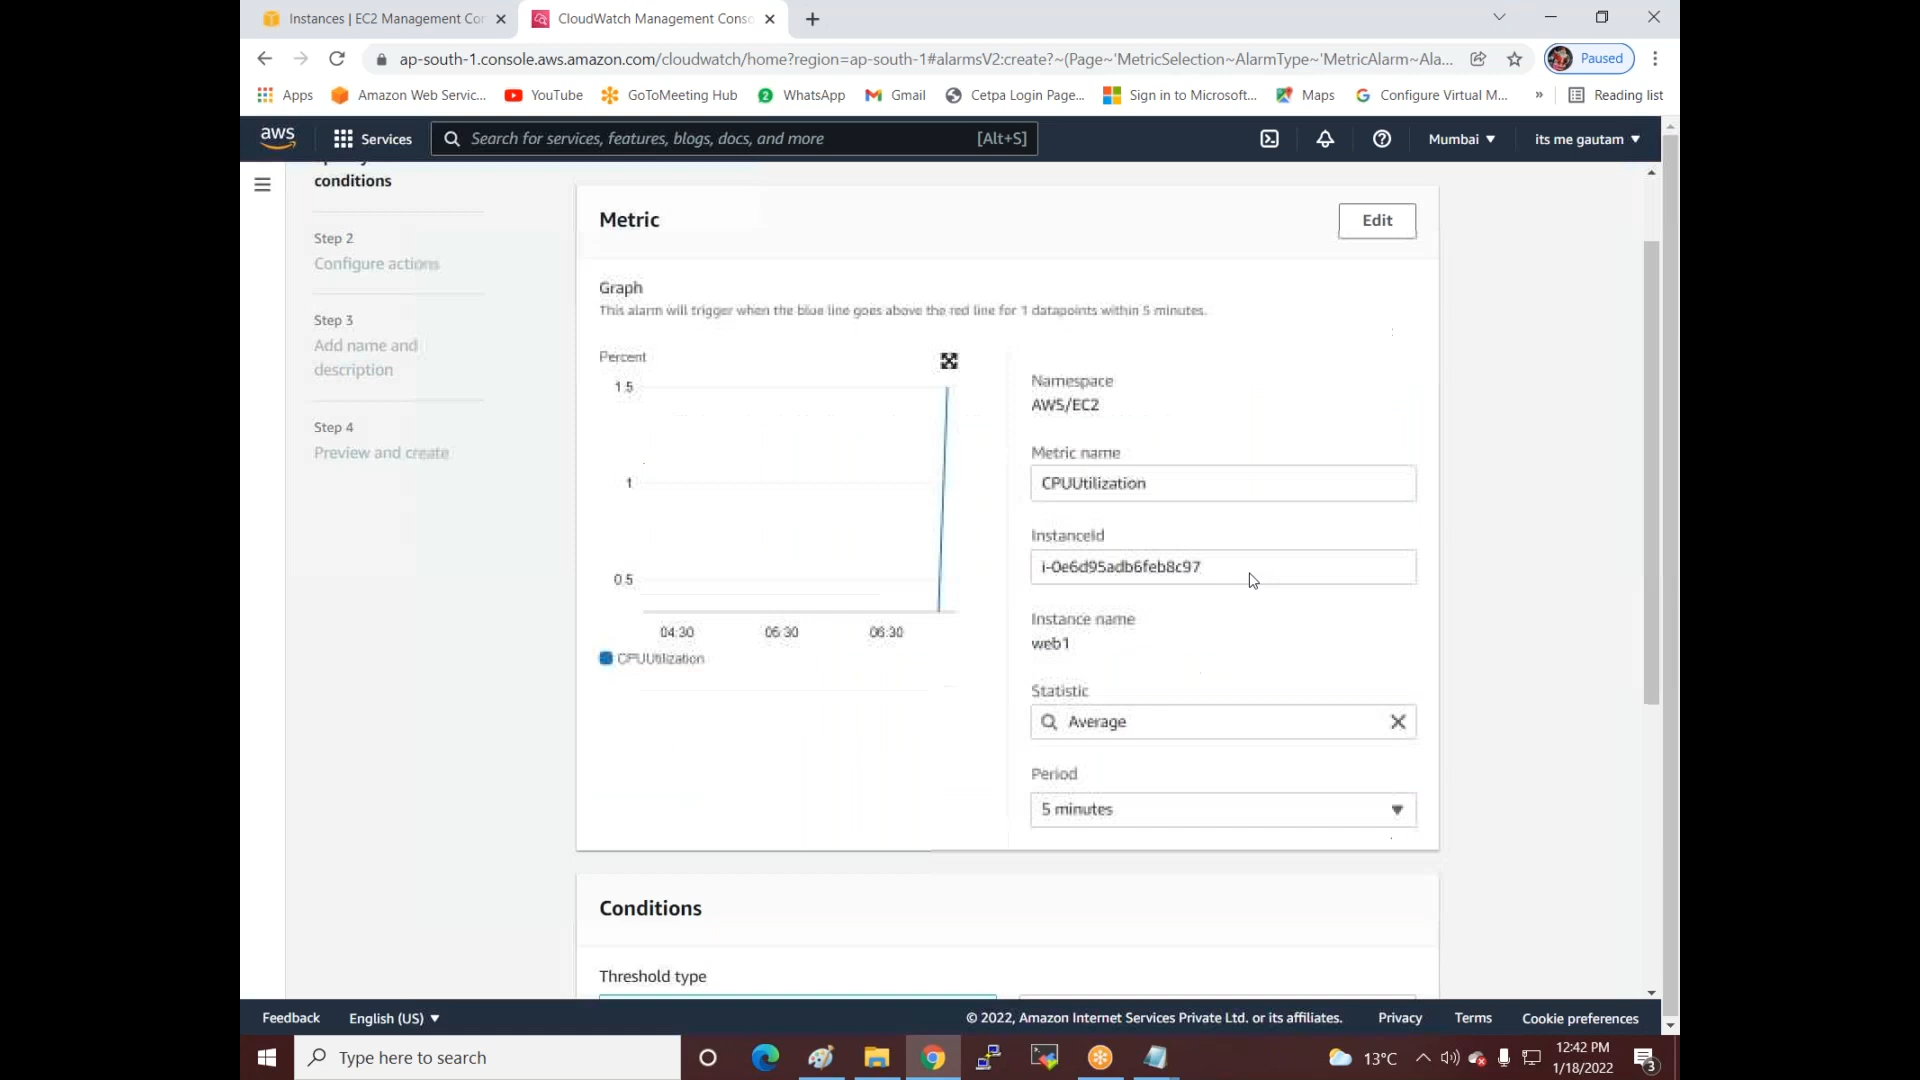 Instances | EC2 Management Cor
CloudWatch Management Conso
ap-south-1.console.aws.amazon.com/cloudwatch/home?region=ap-south-1#alarmsV2:create?~(Page~'MetricSelection~AlarmType~'MetricAlarm~Ala...
Paused
Apps
Amazon Web Servic...
YouTube
GoToMeeting Hub
2
WhatsApp
Gmail
Cetpa Login Page...
Sign in to Microsoft...
Maps
Configure Virtual M...
»
Reading list
aws
Services
Search for services, features, blogs, docs, and more
[Alt+S]
Mumbai
its me gautam
conditions
Step 2
Configure actions
Step 3
Add name and
description
Step 4
Preview and create
Metric
Edit
Graph
This alarm will trigger when the blue line goes above the red line for 1 datapoints within 5 minutes.
Percent
1.5
1
0.5
04:30
05:30
06:30
CPUUtilization
Namespace
AWS/EC2
Metric name
CPUUtilization
InstanceId
i-0e6d95adb6feb8c97
Instance name
web1
Statistic
Average
Period
5 minutes
Conditions
Threshold type
Feedback
English (US)
© 2022, Amazon Internet Services Private Ltd. or its affiliates.
Privacy
Terms
Cookie preferences
Type here to search
13°C
12:42 PM
1/18/2022
3